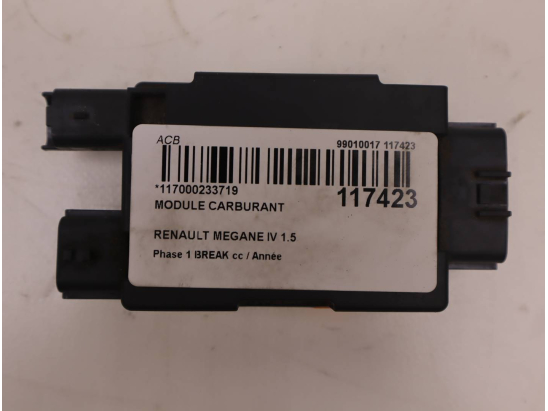 ACB
99010017 117423
*117000233719
117423
MODULE CARBURANT
RENAULT MEGANE IV 1.5
Phase 1 BREAK cc / Année